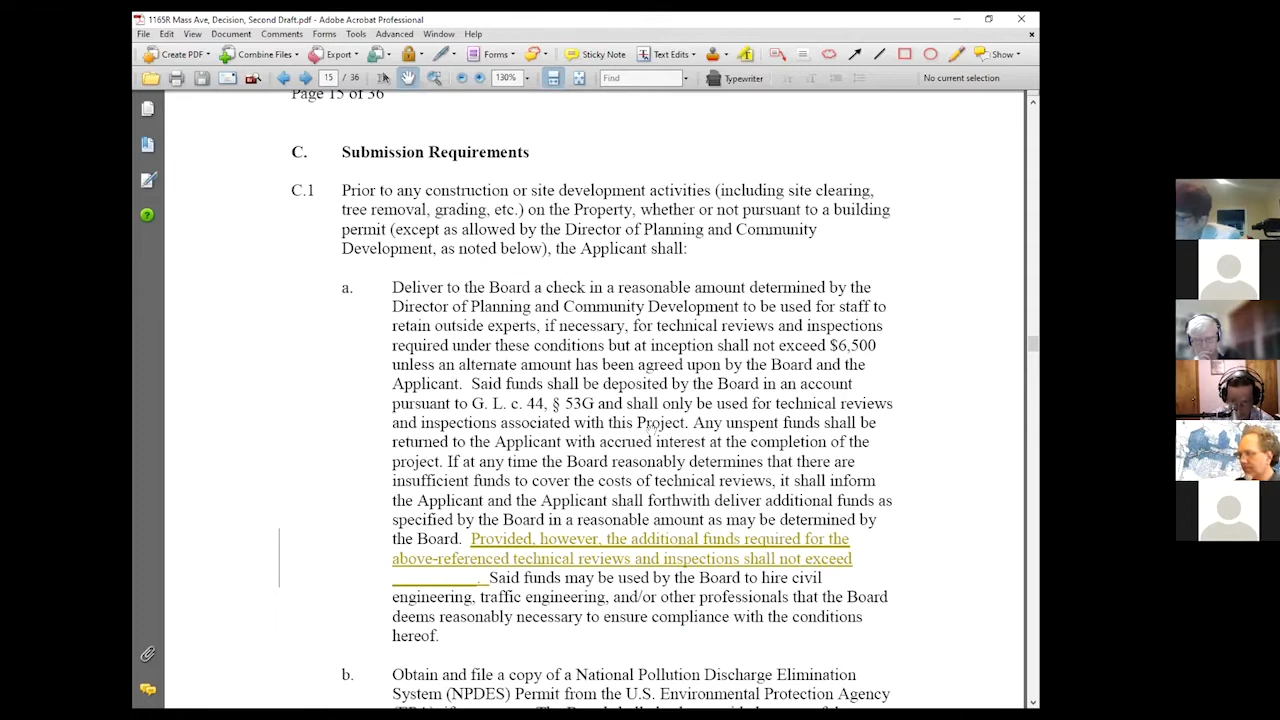 1165R Mass Ave, Decision, Second Draft.pdf - Adobe Acrobat Professional
File Edit View Document Comments Forms Tools Advanced Window Help
Create PDF Combine Files Export Forms Sticky Note Text Edits Show
15 / 36 130% Find Typewriter No current selection
Page 15 of 36
C. Submission Requirements
C.1 Prior to any construction or site development activities (including site clearing,
tree removal, grading, etc.) on the Property, whether or not pursuant to a building
permit (except as allowed by the Director of Planning and Community
Development, as noted below), the Applicant shall:
a. Deliver to the Board a check in a reasonable amount determined by the
Director of Planning and Community Development to be used for staff to
retain outside experts, if necessary, for technical reviews and inspections
required under these conditions but at inception shall not exceed $6,500
unless an alternate amount has been agreed upon by the Board and the
Applicant. Said funds shall be deposited by the Board in an account
pursuant to G. L. c. 44, § 53G and shall only be used for technical reviews
and inspections associated with this Project. Any unspent funds shall be
returned to the Applicant with accrued interest at the completion of the
project. If at any time the Board reasonably determines that there are
insufficient funds to cover the costs of technical reviews, it shall inform
the Applicant and the Applicant shall forthwith deliver additional funds as
specified by the Board in a reasonable amount as may be determined by
the Board. Provided, however, the additional funds required for the
above-referenced technical reviews and inspections shall not exceed
__________. Said funds may be used by the Board to hire civil
engineering, traffic engineering, and/or other professionals that the Board
deems reasonably necessary to ensure compliance with the conditions
hereof.
b. Obtain and file a copy of a National Pollution Discharge Elimination
System (NPDES) Permit from the U.S. Environmental Protection Agency